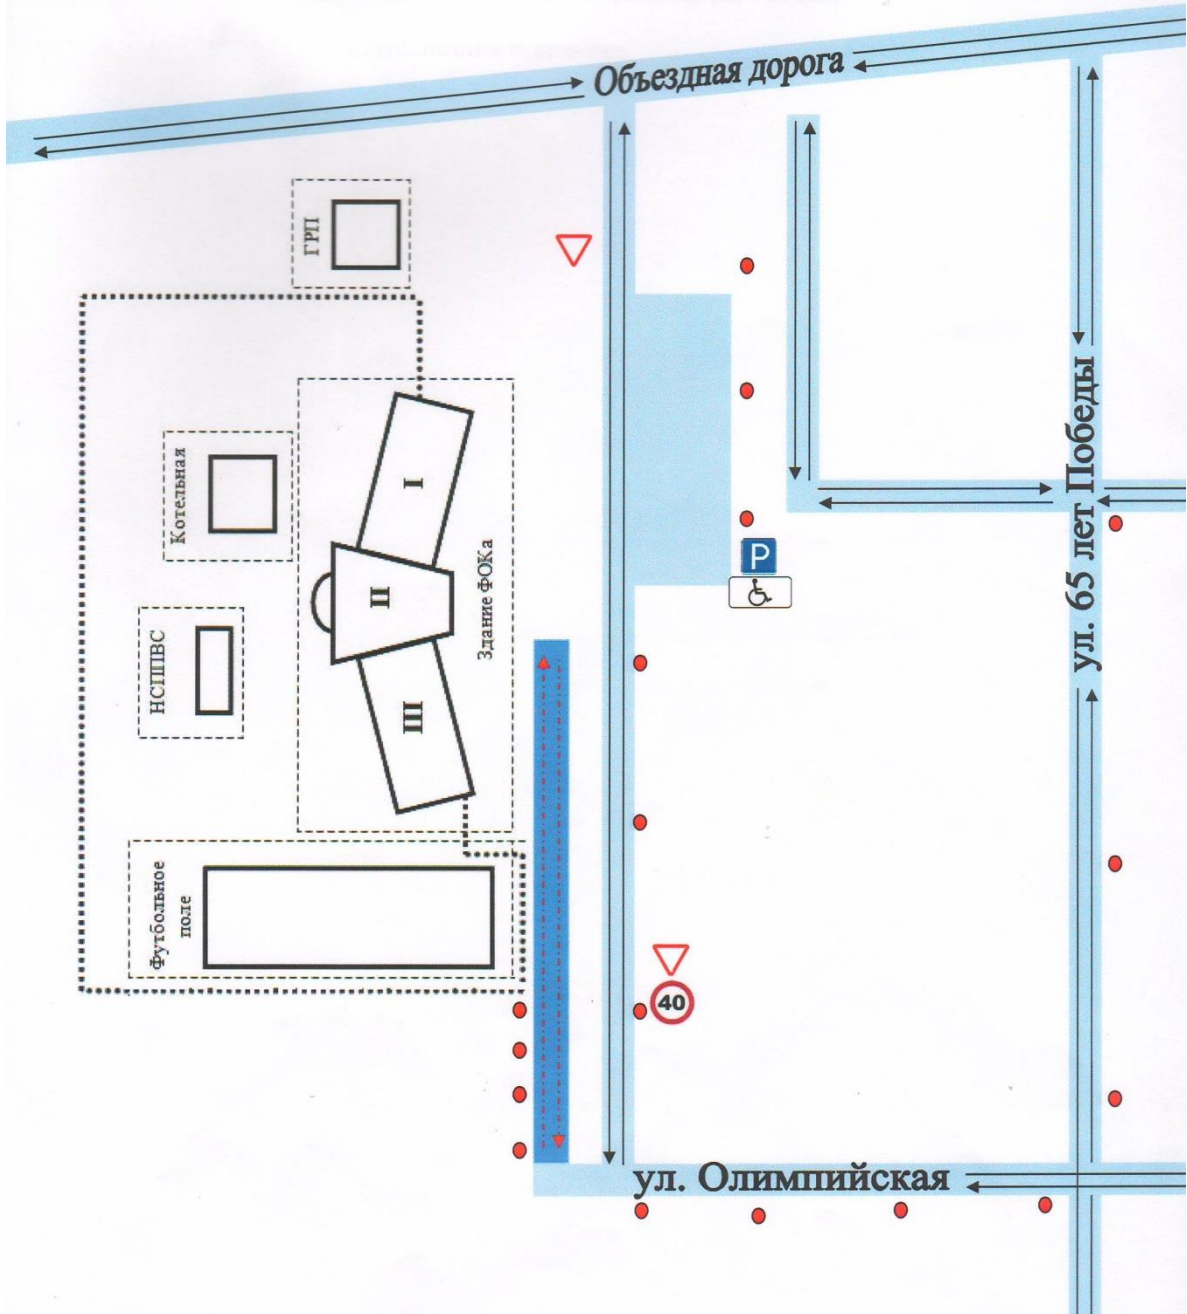 Объездная дорога
ГРП
Котельная
I
II
III
Здание ФОКа
НСППВС
Футбольное
поле
P
40
ул. 65 лет Победы
ул. Олимпийская